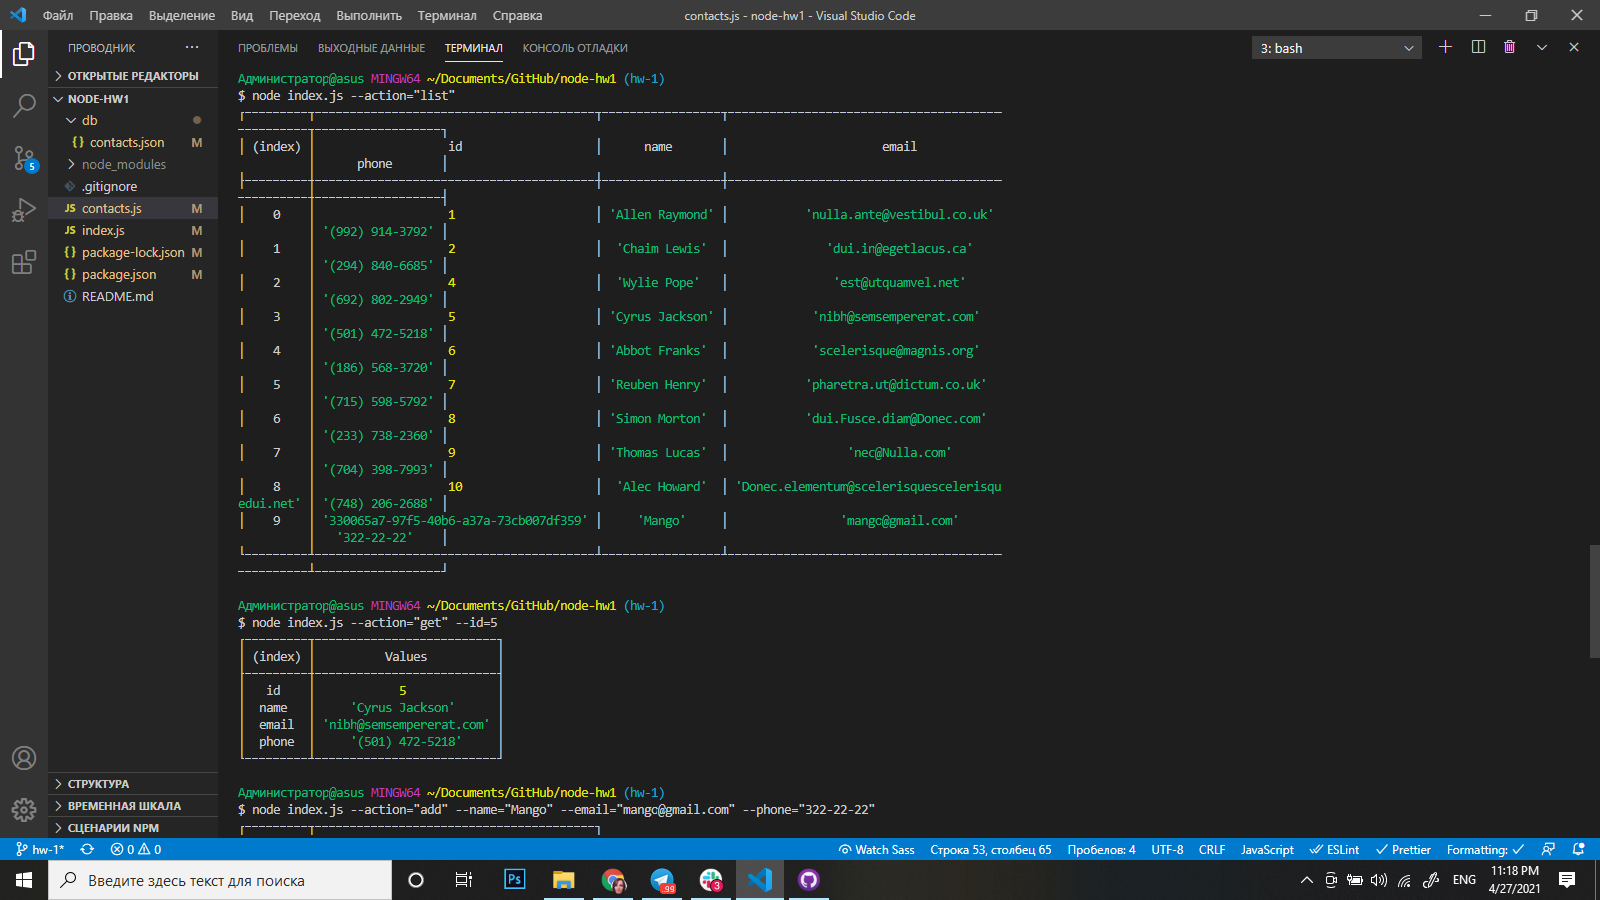 Файл Правка Выделение Вид Переход Выполнить Терминал Справка
contacts.js - node-hw1 - Visual Studio Code
ПРОВОДНИК ...
ОТКРЫТЫЕ РЕДАКТОРЫ
NODE-HW1
db
{} contacts.json M
node_modules
.gitignore
JS contacts.js M
JS index.js M
{} package-lock.json M
{} package.json M
README.md
5
СТРУКТУРА
ВРЕМЕННАЯ ШКАЛА
СЦЕНАРИИ NPM
ПРОБЛЕМЫ ВЫХОДНЫЕ ДАННЫЕ ТЕРМИНАЛ КОНСОЛЬ ОТЛАДКИ
3: bash
Администратор@asus MINGW64 ~/Documents/GitHub/node-hw1 (hw-1)
$ node index.js --action="list"
(index) id name email
phone
0 1 'Allen Raymond' 'nulla.ante@vestibul.co.uk'
'(992) 914-3792'
1 2 'Chaim Lewis' 'dui.in@egetlacus.ca'
'(294) 840-6685'
2 4 'Wylie Pope' 'est@utquamvel.net'
'(692) 802-2949'
3 5 'Cyrus Jackson' 'nibh@semsempererat.com'
'(501) 472-5218'
4 6 'Abbot Franks' 'scelerisque@magnis.org'
'(186) 568-3720'
5 7 'Reuben Henry' 'pharetra.ut@dictum.co.uk'
'(715) 598-5792'
6 8 'Simon Morton' 'dui.Fusce.diam@Donec.com'
'(233) 738-2360'
7 9 'Thomas Lucas' 'nec@Nulla.com'
'(704) 398-7993'
8 10 'Alec Howard' 'Donec.elementum@scelerisquescelerisqu
edui.net' '(748) 206-2688'
9 '330065a7-97f5-40b6-a37a-73cb007df359' 'Mango' 'mango@gmail.com'
'322-22-22'
Администратор@asus MINGW64 ~/Documents/GitHub/node-hw1 (hw-1)
$ node index.js --action="get" --id=5
(index) Values
id 5
name 'Cyrus Jackson'
email 'nibh@semsempererat.com'
phone '(501) 472-5218'
Администратор@asus MINGW64 ~/Documents/GitHub/node-hw1 (hw-1)
$ node index.js --action="add" --name="Mango" --email="mango@gmail.com" --phone="322-22-22"
hw-1* 0 0 Watch Sass Строка 53, столбец 65 Пробелов: 4 UTF-8 CRLF JavaScript ESLint Prettier Formatting:
Введите здесь текст для поиска
Ps
99
3
ENG
11:18 PM
4/27/2021